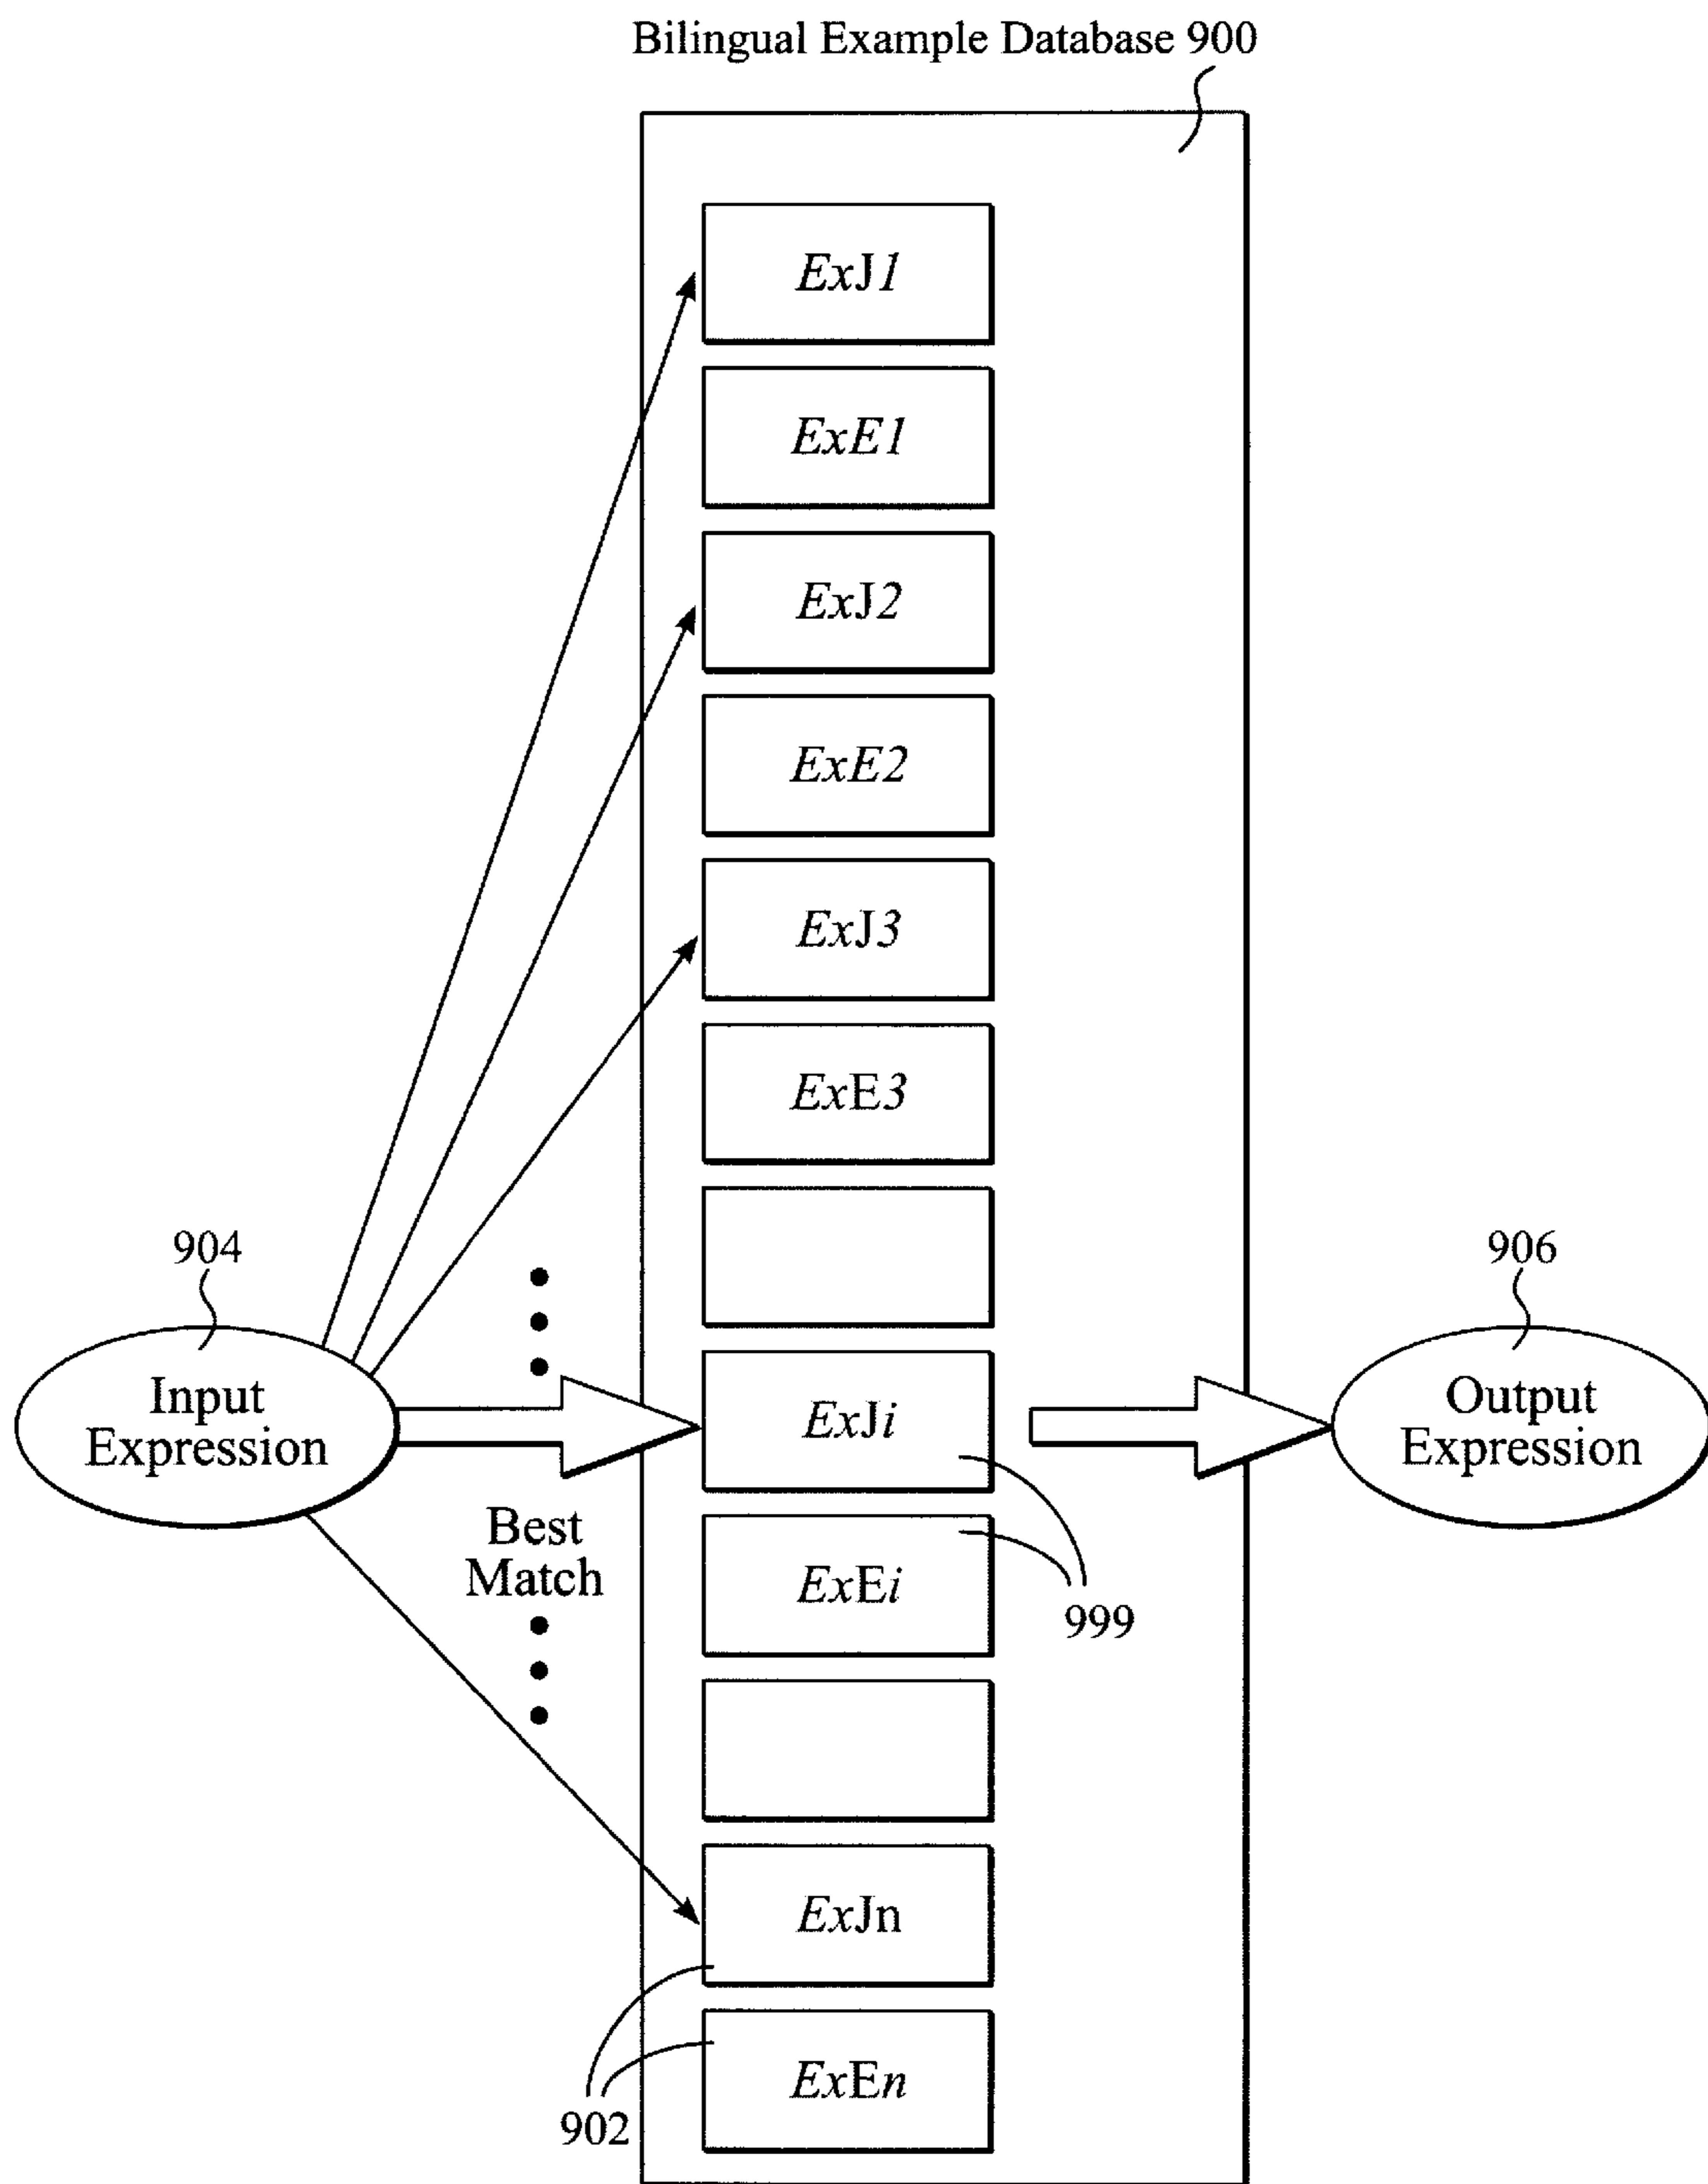 Bilingual Example Database 900
ExJ1
ExE1
ExJ2
ExE2
ExJ3
ExE3
904
906
Input
Expression
ExJi
Output
Expression
Best
Match
ExEi
999
ExJn
ExEn
902